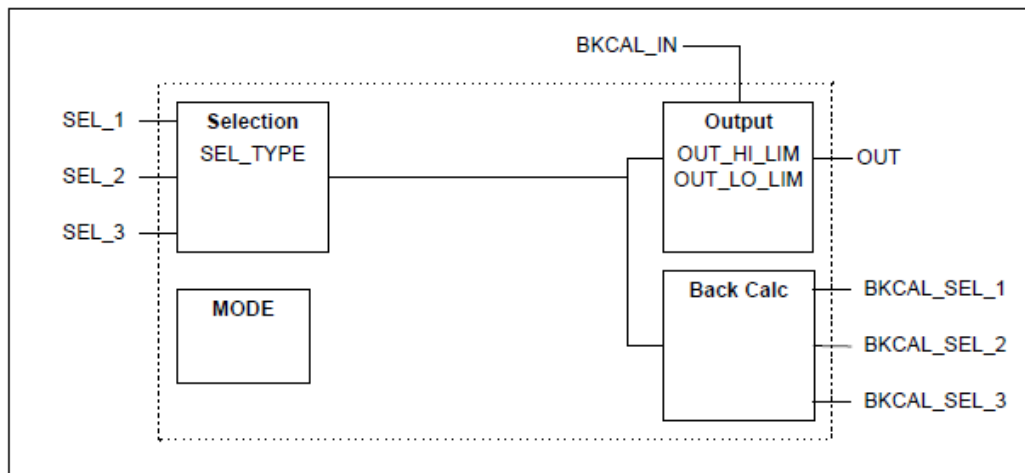 BKCAL_IN
SEL_1
SEL_2
SEL_3
Selection
SEL_TYPE
MODE
Output
OUT_HI_LIM
OUT_LO_LIM
OUT
Back Calc
BKCAL_SEL_1
BKCAL_SEL_2
BKCAL_SEL_3